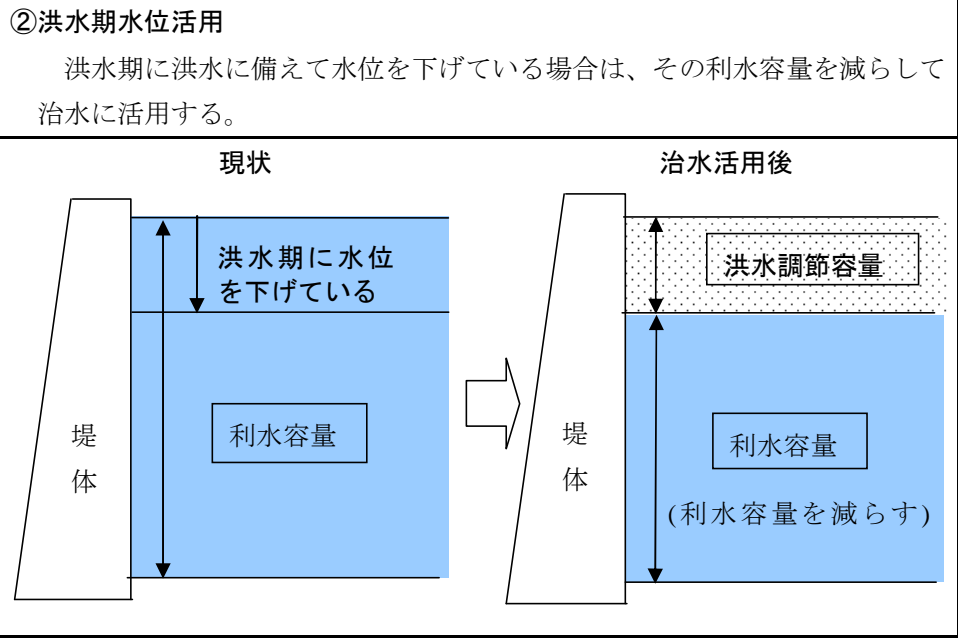 ②洪水期水位活用
洪水期に洪水に備えて水位を下げている場合は、その利水容量を減らして
治水に活用する。
現状
治水活用後
洪水期に水位
を下げている
利水容量
堤
体
洪水調節容量
利水容量
(利水容量を減らす)
堤
体